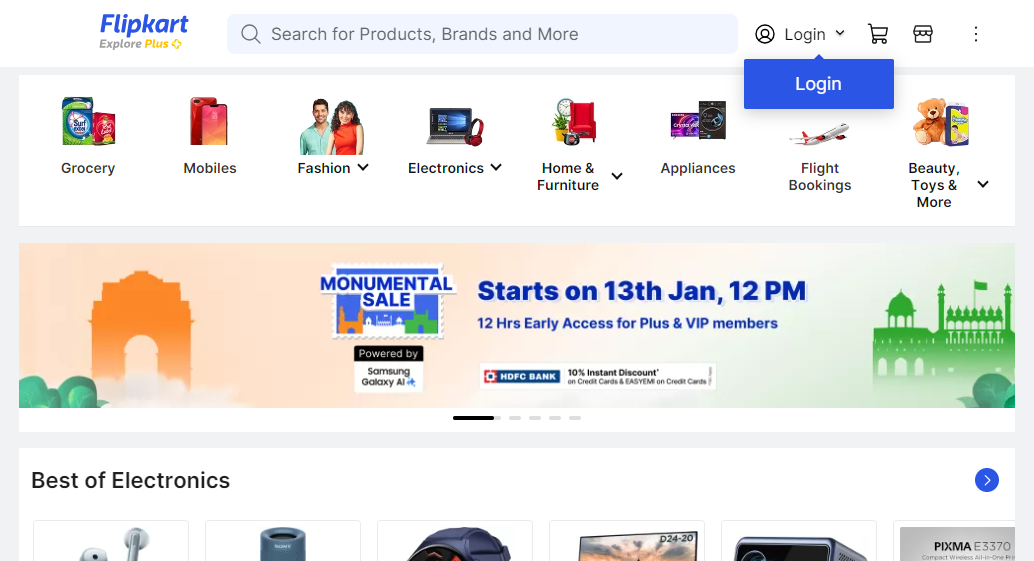 Flipkart
Explore Plus
Search for Products, Brands and More
Login
Login
Surf excel
Grocery
Mobiles
Fashion
Electronics
Home &
Furniture
Appliances
Flight
Bookings
Beauty,
Toys &
More
MONUMENTAL
SALE
Powered by
Samsung
Galaxy AI
Starts on 13th Jan, 12 PM
12 Hrs Early Access for Plus & VIP members
HDFC BANK
10% Instant Discount*
on Credit Cards & EASYEMI on Credit Cards
Best of Electronics
SONY
D24-20
PIXMA E3370
Compact Wireless All-in-One